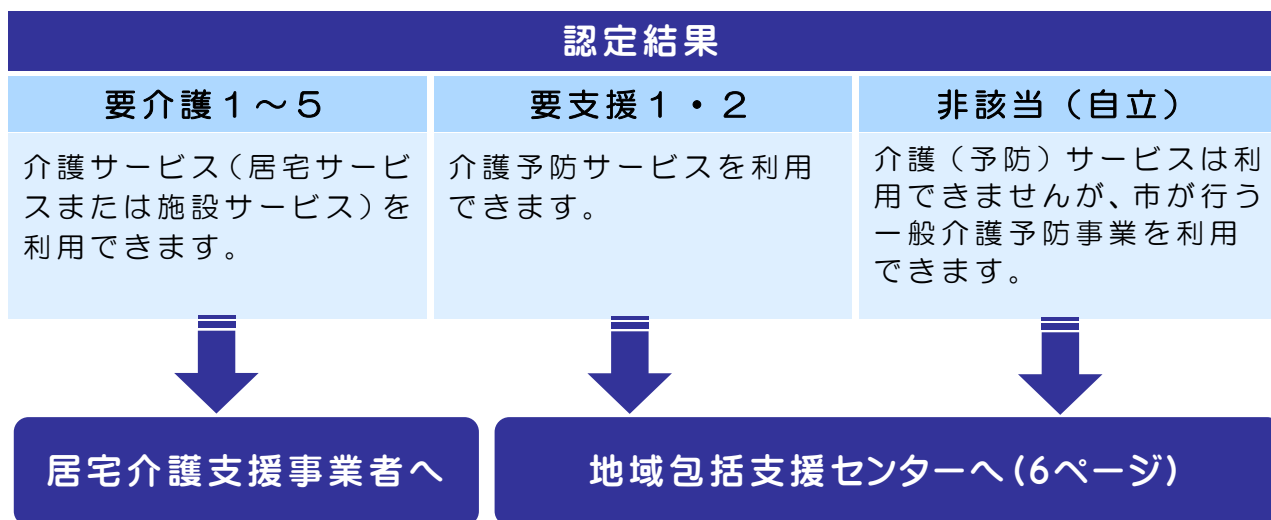 認定結果
要介護1～5
介護サービス（居宅サービ
スまたは施設サービス）を
利用できます。
要支援1・2
介護予防サービスを利用
できます。
非該当（自立）
介護（予防）サービスは利
用できませんが、市が行う
一般介護予防事業を利用
できます。
居宅介護支援事業者へ
地域包括支援センターへ（6ページ）